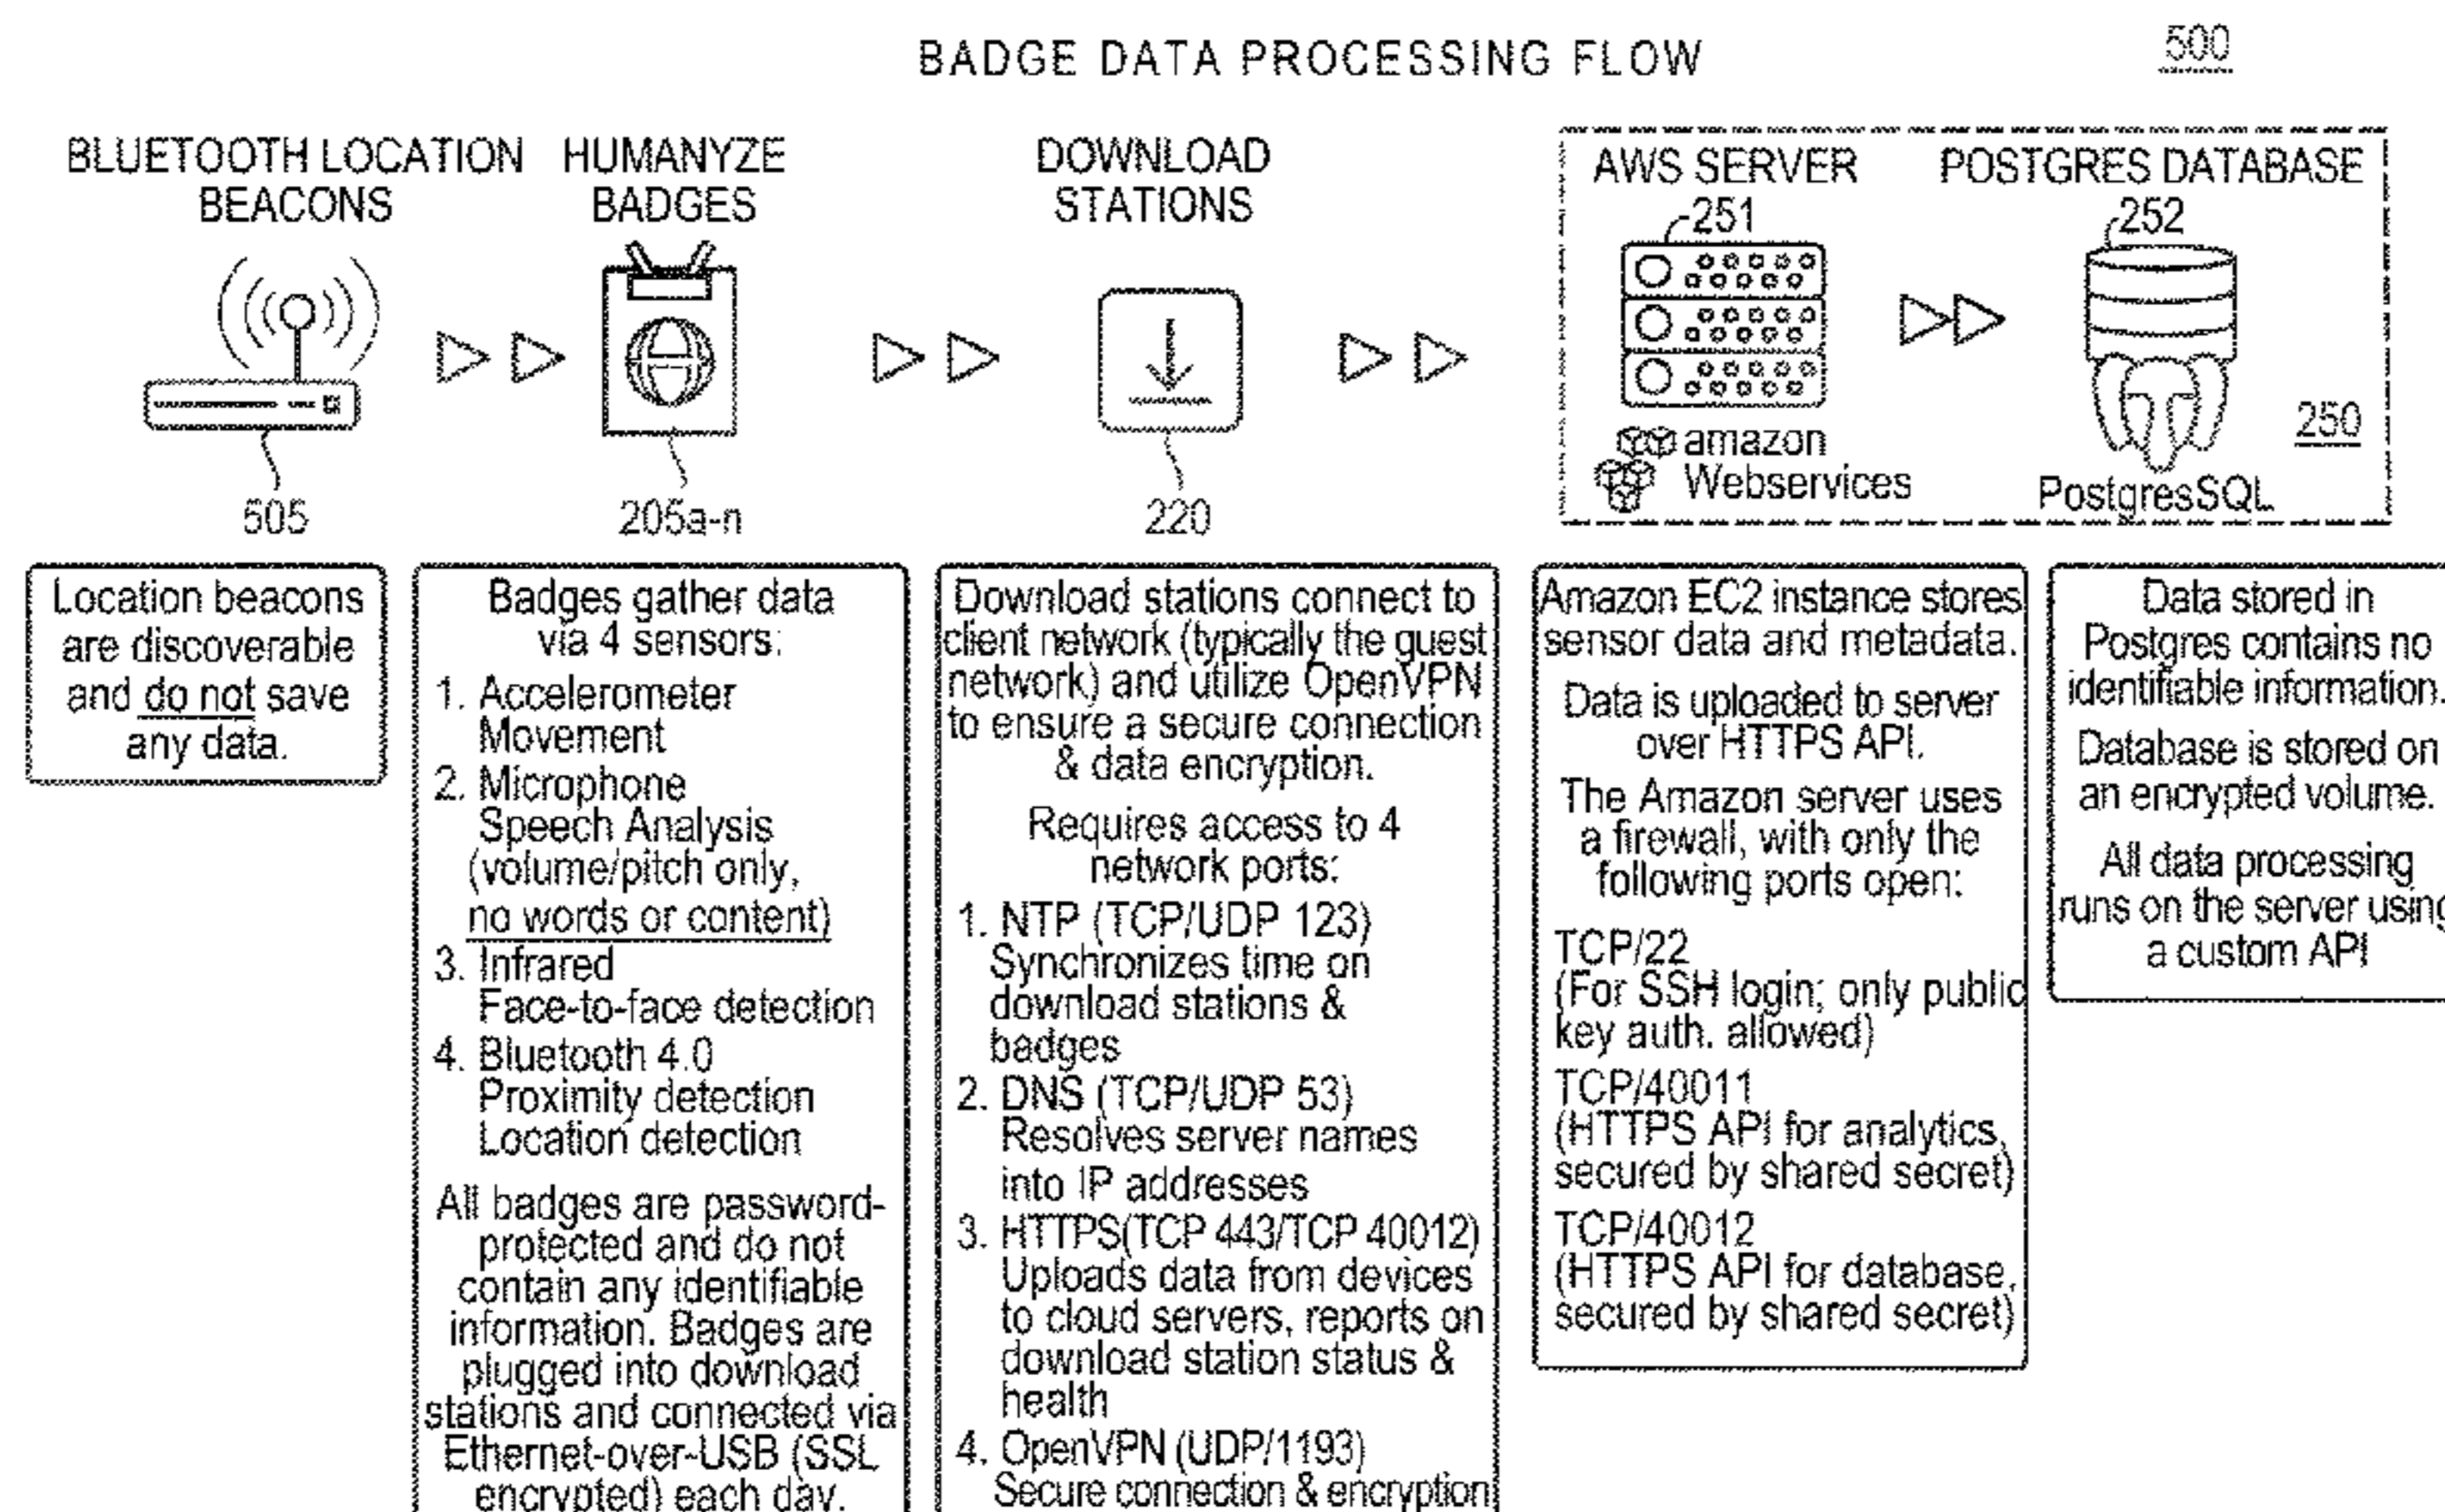 BADGE DATA PROCESSING FLOW
500
BLUETOOTH LOCATION
BEACONS
HUMANYZE
BADGES
DOWNLOAD
STATIONS
AWS SERVER
251
POSTGRES DATABASE
252
amazon
Webservices
250
PostgresSQL
505
205a-n
220
Location beacons
are discoverable
and do not save
any data.
Badges gather data
via 4 sensors:
1. Accelerometer
Movement
2. Microphone
Speech Analysis
(volume/pitch only,
no words or content)
3. Infrared
Face-to-face detection
4. Bluetooth 4.0
Proximity detection
Location detection
All badges are password-
protected and do not
contain any identifiable
information. Badges are
plugged into download
stations and connected via
Ethernet-over-USB (SSL
encrypted) each day.
Download stations connect to
client network (typically the guest
network) and utilize OpenVPN
to ensure a secure connection
& data encryption.
Requires access to 4
network ports:
1. NTP (TCP/UDP 123)
Synchronizes time on
download stations &
badges
2. DNS (TCP/UDP 53)
Resolves server names
into IP addresses
3. HTTPS(TCP 443/TCP 40012)
Uploads data from devices
to cloud servers, reports on
download station status &
health
4. OpenVPN (UDP/1193)
Secure connection & encryption
Amazon EC2 instance stores
sensor data and metadata.
Data is uploaded to server
over HTTPS API.
The Amazon server uses
a firewall, with only the
following ports open:
TCP/22
(For SSH login; only public
key auth. allowed)
TCP/40011
(HTTPS API for analytics,
secured by shared secret)
TCP/40012
(HTTPS API for database,
secured by shared secret)
Data stored in
Postgres contains no
identifiable information.
Database is stored on
an encrypted volume.
All data processing
runs on the server using
a custom API